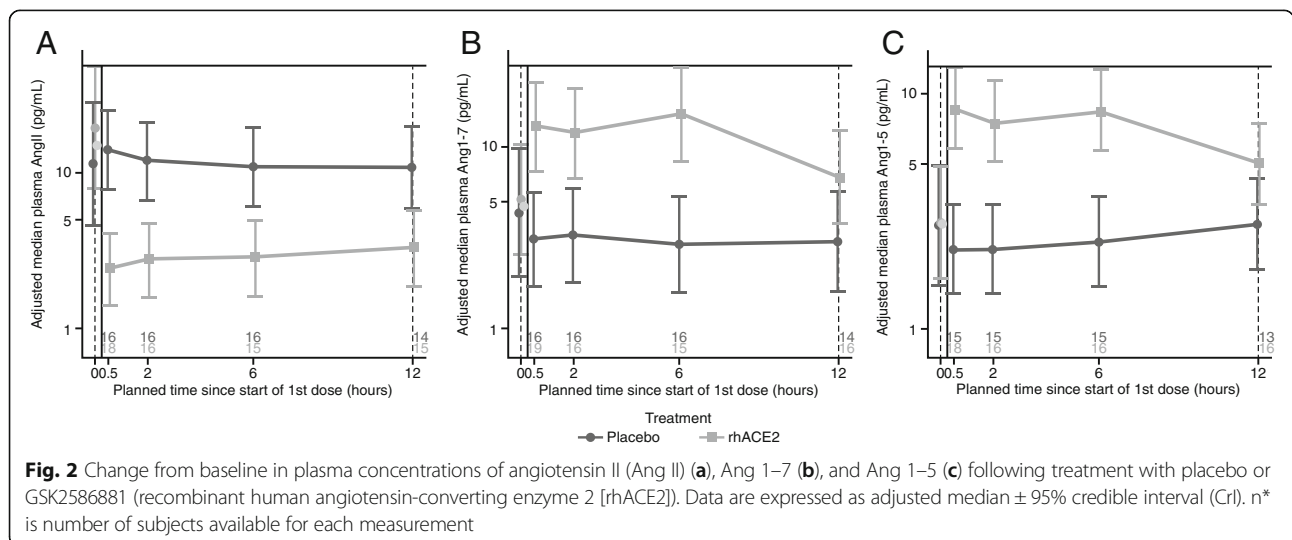 A
Adjusted median plasma AngII (pg/mL)
10
5
1
16 16 16 14
18 16 15 15
0 0.5 2 6 12
Planned time since start of 1st dose (hours)
B
Adjusted median plasma Ang1-7 (pg/mL)
10
5
1
16 16 16 14
19 16 15 16
0 0.5 2 6 12
Planned time since start of 1st dose (hours)
C
Adjusted median plasma Ang1-5 (pg/mL)
10
5
1
15 15 15 13
18 16 16 16
0 0.5 2 6 12
Planned time since start of 1st dose (hours)
Treatment
Placebo rhACE2
Fig. 2 Change from baseline in plasma concentrations of angiotensin II (Ang II) (a), Ang 1–7 (b), and Ang 1–5 (c) following treatment with placebo or
GSK2586881 (recombinant human angiotensin-converting enzyme 2 [rhACE2]). Data are expressed as adjusted median ± 95% credible interval (CrI). n*
is number of subjects available for each measurement